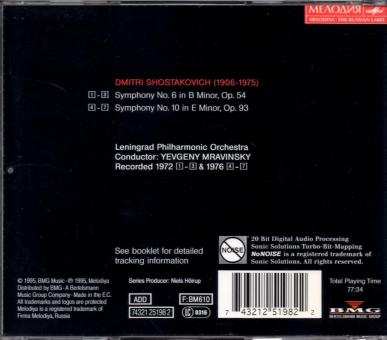 МЕЛОДИЯ
MELODIYA: THE RUSSIAN LABEL
DMITRI SHOSTAKOVICH (1906-1975)
1 - 3 Symphony No. 6 in B Minor, Op. 54
4 - 7 Symphony No. 10 in E Minor, Op. 93
Leningrad Philharmonic Orchestra
Conductor: YEVGENY MRAVINSKY
Recorded 1972 1 - 3 & 1976 4 - 7
See booklet for detailed
tracking information
NO NOISE
20 Bit Digital Audio Processing
Sonic Solutions Turbo-Bit-Mapping
NoNOISE is a registered trademark of
Sonic Solutions. All rights reserved.
© 1995, BMG Music · ℗ 1995, Melodiya
Distributed by BMG · A Bertelsmann
Music Group Company · Made in the E.C.
All trademarks and logos are protected
Melodiya is a registered trademark of
Firma Melodiya, Russia
Series Producer: Niels Høirup
ADD
F: BM610
74321 25198 2
LC 0316
7 43212 51982 2
Total Playing Time
77:34
BMG
BERTELSMANN MUSIC GROUP